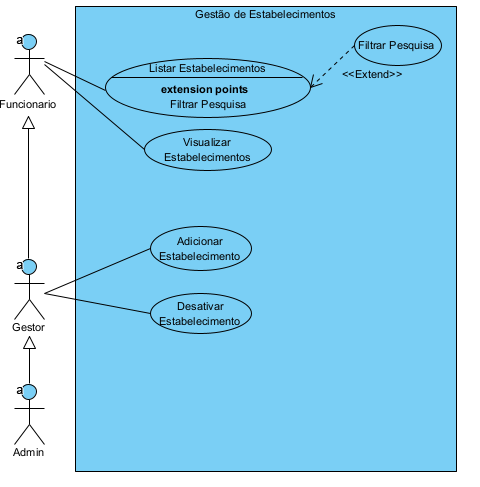 Gestão de Estabelecimentos
a
Funcionario
Listar Estabelecimentos
extension points
Filtrar Pesquisa
Filtrar Pesquisa
<<Extend>>
Visualizar
Estabelecimentos
Adicionar
Estabelecimento
a
Gestor
Desativar
Estabelecimento
a
Admin